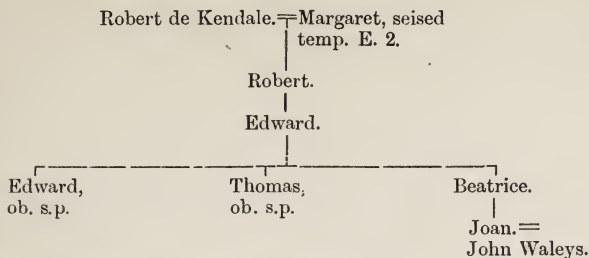 Robert de Kendale.=Margaret, seised
temp. E. 2.
Robert.
Edward.
Edward, Thomas, Beatrice.
ob. s.p. ob. s.p.
Joan.=
John Waleys.